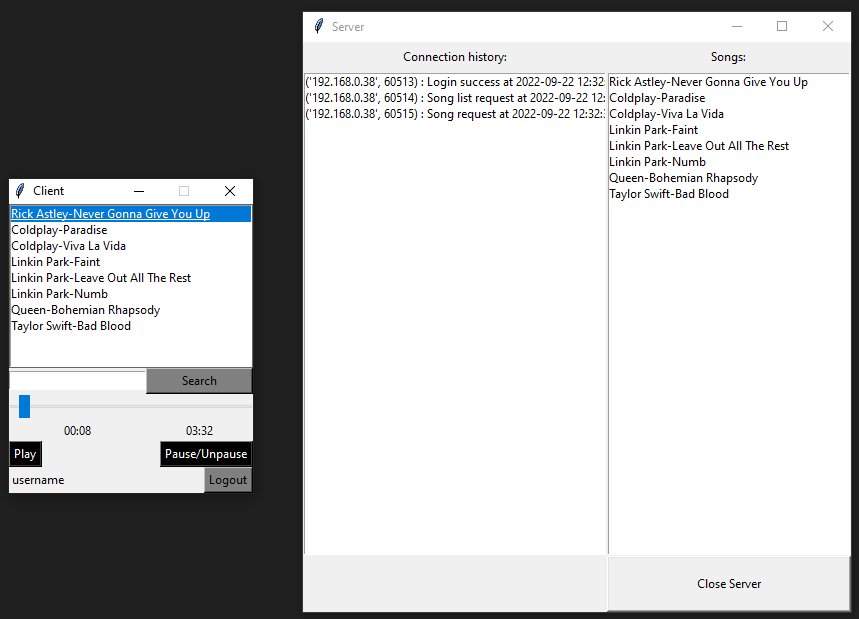 Client
Rick Astley-Never Gonna Give You Up
Coldplay-Paradise
Coldplay-Viva La Vida
Linkin Park-Faint
Linkin Park-Leave Out All The Rest
Linkin Park-Numb
Queen-Bohemian Rhapsody
Taylor Swift-Bad Blood
Search
00:08 03:32
Play Pause/Unpause
username Logout
Server
Connection history:
('192.168.0.38', 60513) : Login success at 2022-09-22 12:32
('192.168.0.38', 60514) : Song list request at 2022-09-22 12:
('192.168.0.38', 60515) : Song request at 2022-09-22 12:32:
Songs:
Rick Astley-Never Gonna Give You Up
Coldplay-Paradise
Coldplay-Viva La Vida
Linkin Park-Faint
Linkin Park-Leave Out All The Rest
Linkin Park-Numb
Queen-Bohemian Rhapsody
Taylor Swift-Bad Blood
Close Server